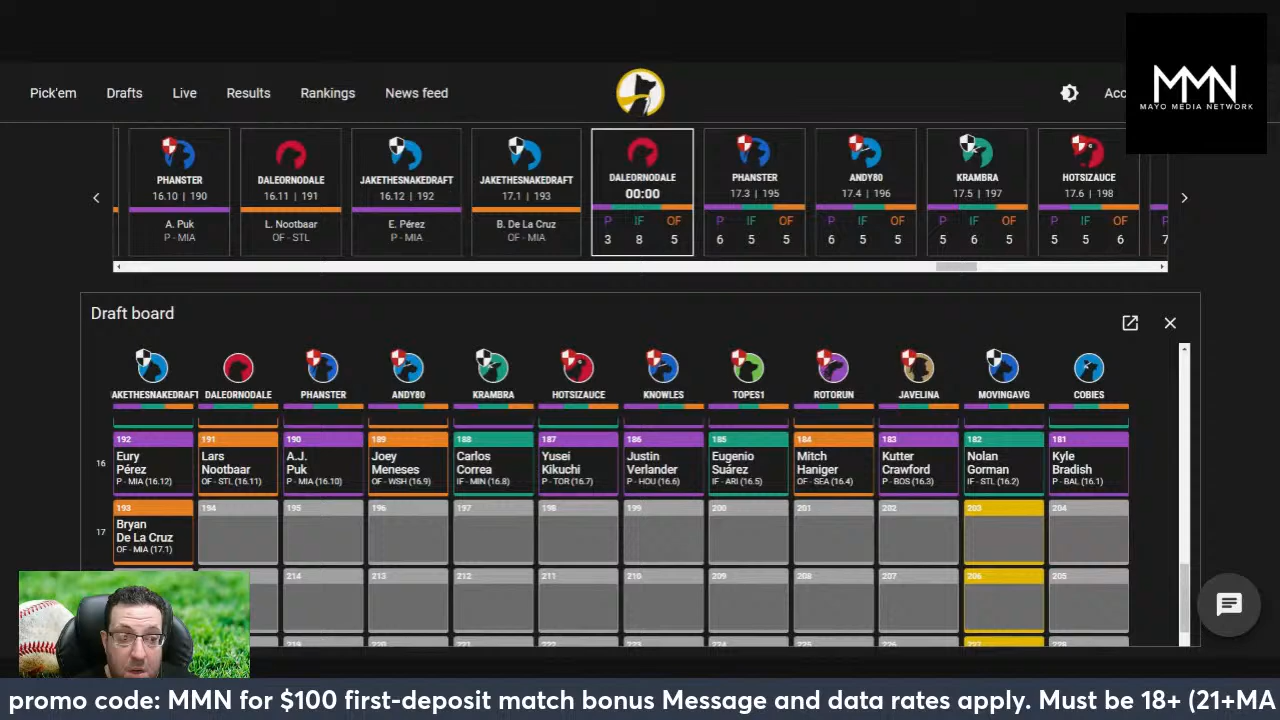 MMN
MAYO MEDIA NETWORK
Pick'em Drafts Live Results Rankings News feed
PHANSTER DALEORNODALE JAKETHESNAKEDRAFT JAKETHESNAKEDRAFT DALEORNODALE PHANSTER ANDY80 KRAMBRA HOTSIZAUCE
16.10 | 190 16.11 | 191 16.12 | 192 17.1 | 193 00:00 17.3 | 195 17.4 | 196 17.5 | 197 17.6 | 198
A. Puk L. Nootbaar E. Pérez B. De La Cruz P IF OF P IF OF P IF OF P IF OF P IF OF
P - MIA OF - STL P - MIA OF - MIA 3 8 5 6 5 5 6 5 5 5 6 5 5 5 6 7
Draft board
AKETHESNAKEDRAFT DALEORNODALE PHANSTER ANDY80 KRAMBRA HOTSIZAUCE KNOWLES TOPES1 ROTORUN JAVELINA MOVINGAVG COBIES
192 191 190 189 188 187 186 185 184 183 182 181
Eury Lars A.J. Joey Carlos Yusei Justin Eugenio Mitch Kutter Nolan Kyle
16 Pérez Nootbaar Puk Meneses Correa Kikuchi Verlander Suárez Haniger Crawford Gorman Bradish
P - MIA (16.12) OF - STL (16.11) P - MIA (16.10) OF - WSH (16.9) IF - MIN (16.8) P - TOR (16.7) P - HOU (16.6) IF - ARI (16.5) OF - SEA (16.4) P - BOS (16.3) IF - STL (16.2) P - BAL (16.1)
193 194 195 196 197 198 199 200 201 202 203 204
Bryan
17 De La Cruz
OF - MIA (17.1)
214 213 212 211 210 209 208 207 206 205
promo code: MMN for $100 first-deposit match bonus Message and data rates apply. Must be 18+ (21+MA